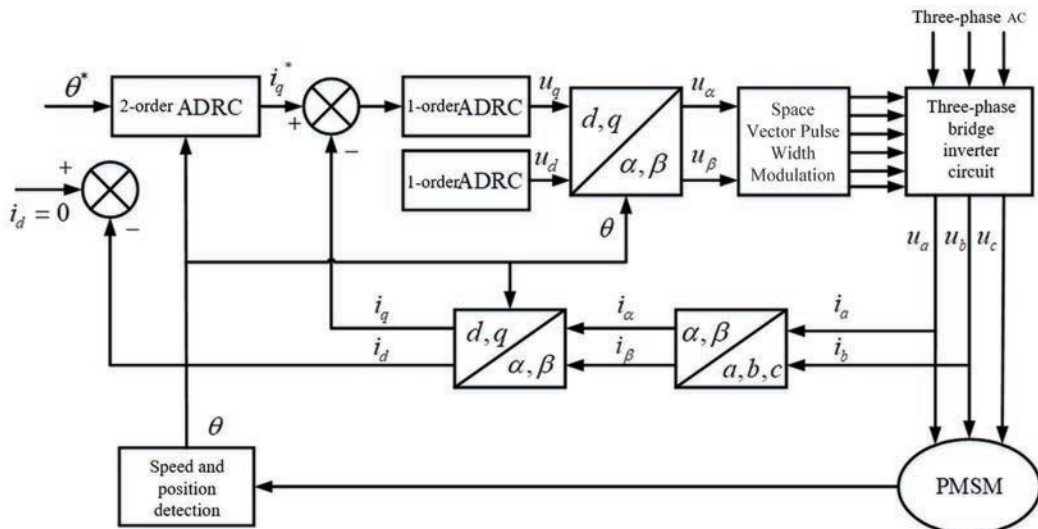 Three-phase AC
θ*
2-order ADRC
i_q*
+
−
1-order ADRC
u_q
d,q
α,β
u_α
Space
Vector Pulse
Width
Modulation
Three-phase
bridge
inverter
circuit
+
−
i_d = 0
1-order ADRC
u_d
u_β
θ
u_a u_b u_c
i_q
d,q
α,β
i_α
α,β
a,b,c
i_a
i_d
i_β
i_b
θ
Speed and
position
detection
PMSM